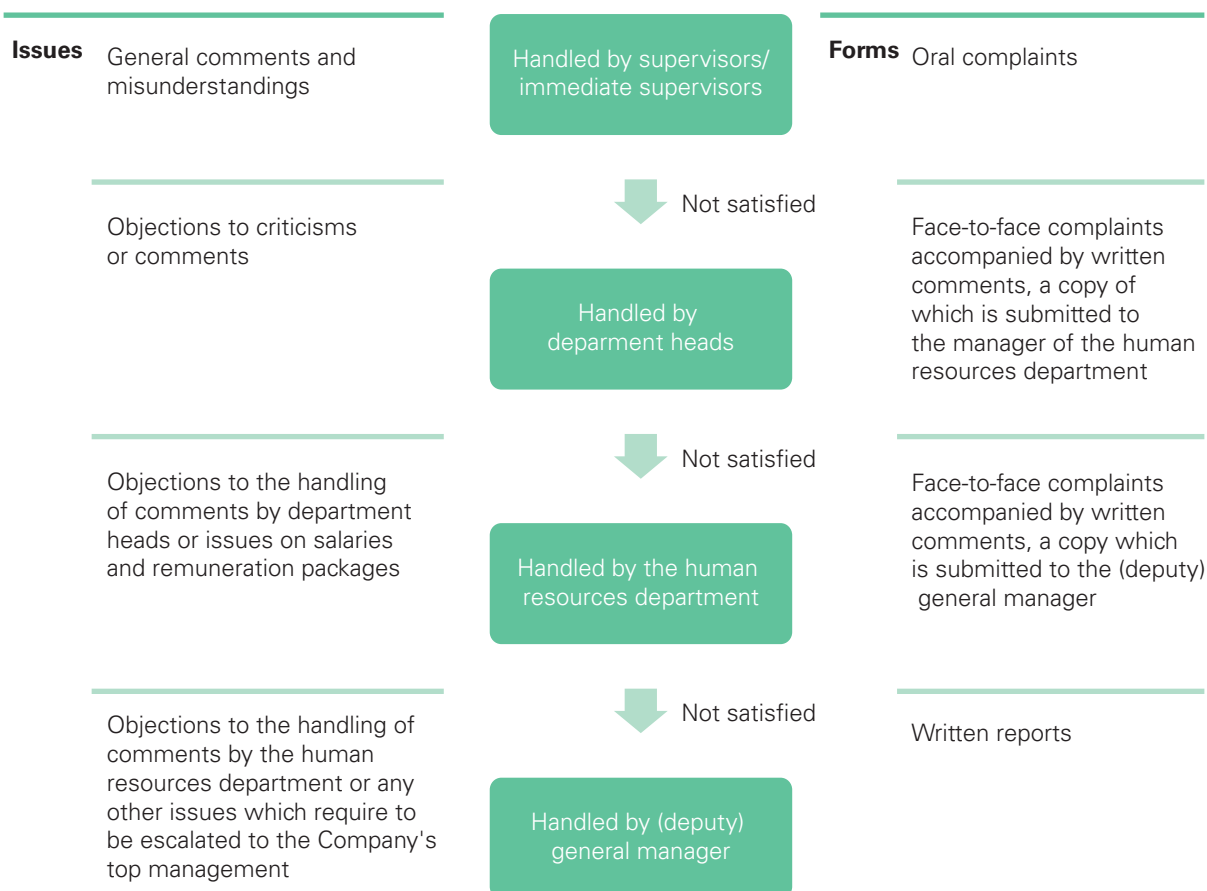 Issues
General comments and
misunderstandings
Handled by supervisors/
immediate supervisors
Forms
Oral complaints
Not satisfied
Objections to criticisms
or comments
Handled by
deparment heads
Face-to-face complaints
accompanied by written
comments, a copy of
which is submitted to
the manager of the human
resources department
Not satisfied
Objections to the handling
of comments by department
heads or issues on salaries
and remuneration packages
Handled by the human
resources department
Face-to-face complaints
accompanied by written
comments, a copy which
is submitted to the (deputy)
general manager
Not satisfied
Objections to the handling of
comments by the human
resources department or any
other issues which require to
be escalated to the Company's
top management
Handled by (deputy)
general manager
Written reports